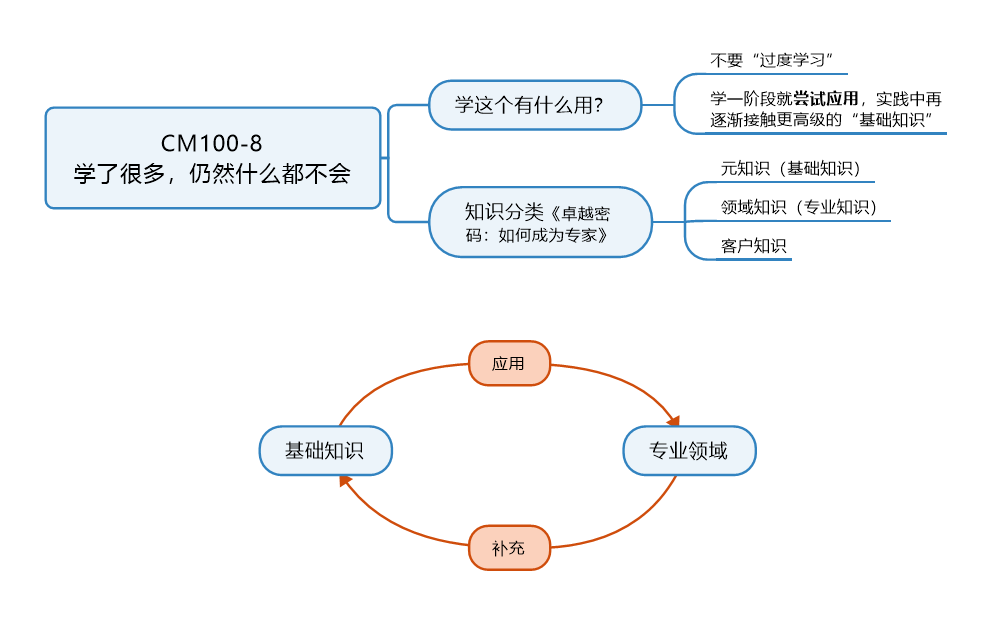 CM100-8
学了很多，仍然什么都不会
学这个有什么用？
不要“过度学习”
学一阶段就尝试应用，实践中再
逐渐接触更高级的“基础知识”
知识分类《卓越密
码：如何成为专家》
元知识（基础知识）
领域知识（专业知识）
客户知识
应用
基础知识
专业领域
补充